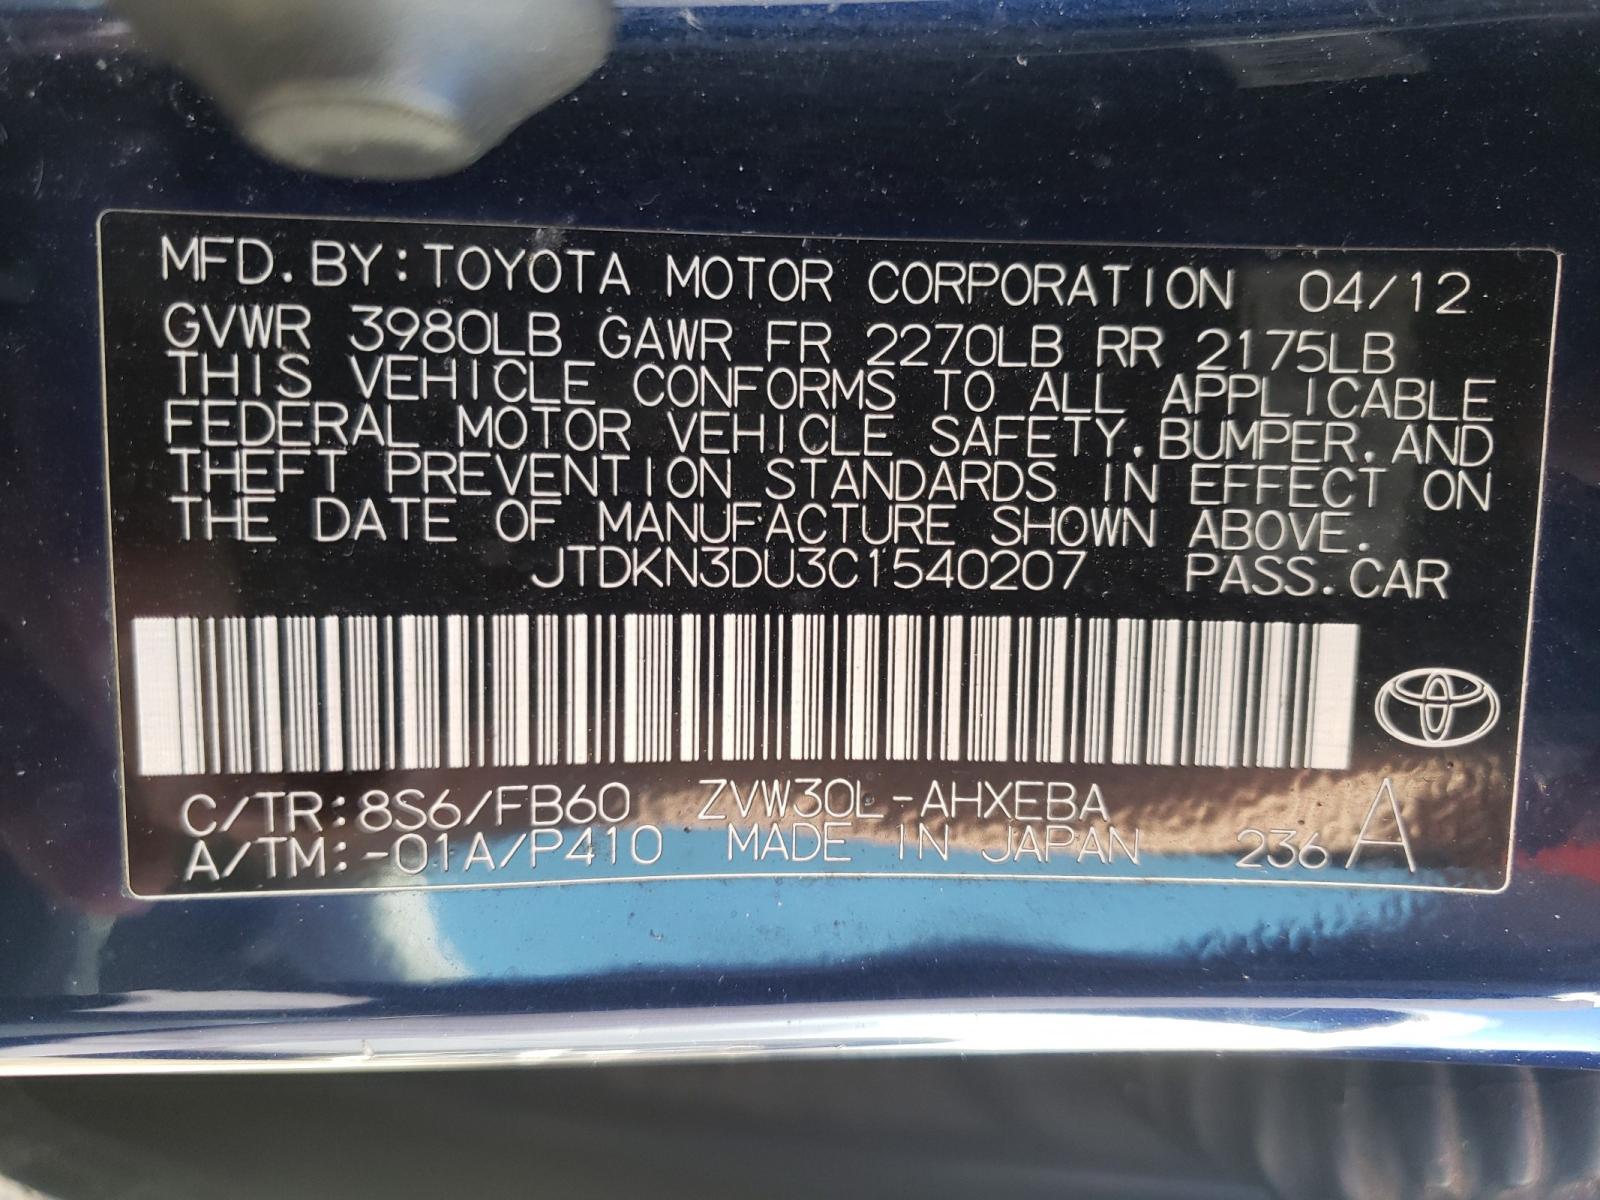 MFD. BY: TOYOTA MOTOR CORPORATION 04/12
GVWR 3980LB GAWR FR 2270LB RR 2175LB
THIS VEHICLE CONFORMS TO ALL APPLICABLE
FEDERAL MOTOR VEHICLE SAFETY, BUMPER, AND
THEFT PREVENTION STANDARDS IN EFFECT ON
THE DATE OF MANUFACTURE SHOWN ABOVE.
JTDKN3DU3C1540207 PASS. CAR
C/TR: 8S6/FB60 ZVW30L-AHXEBA
A/TM: -01A/P410 MADE IN JAPAN 236 A